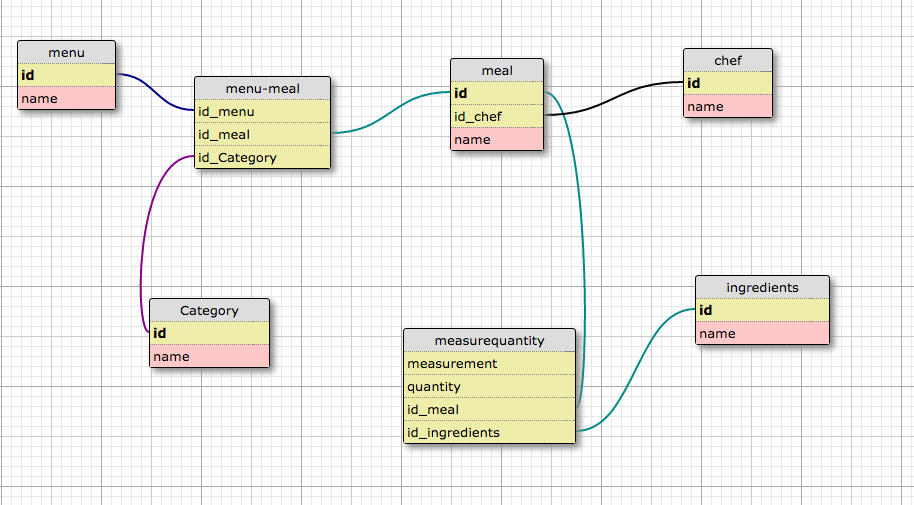 menu
id
name
menu-meal
id_menu
id_meal
id_Category
meal
id
id_chef
name
chef
id
name
Category
id
name
measurequantity
measurement
quantity
id_meal
id_ingredients
ingredients
id
name